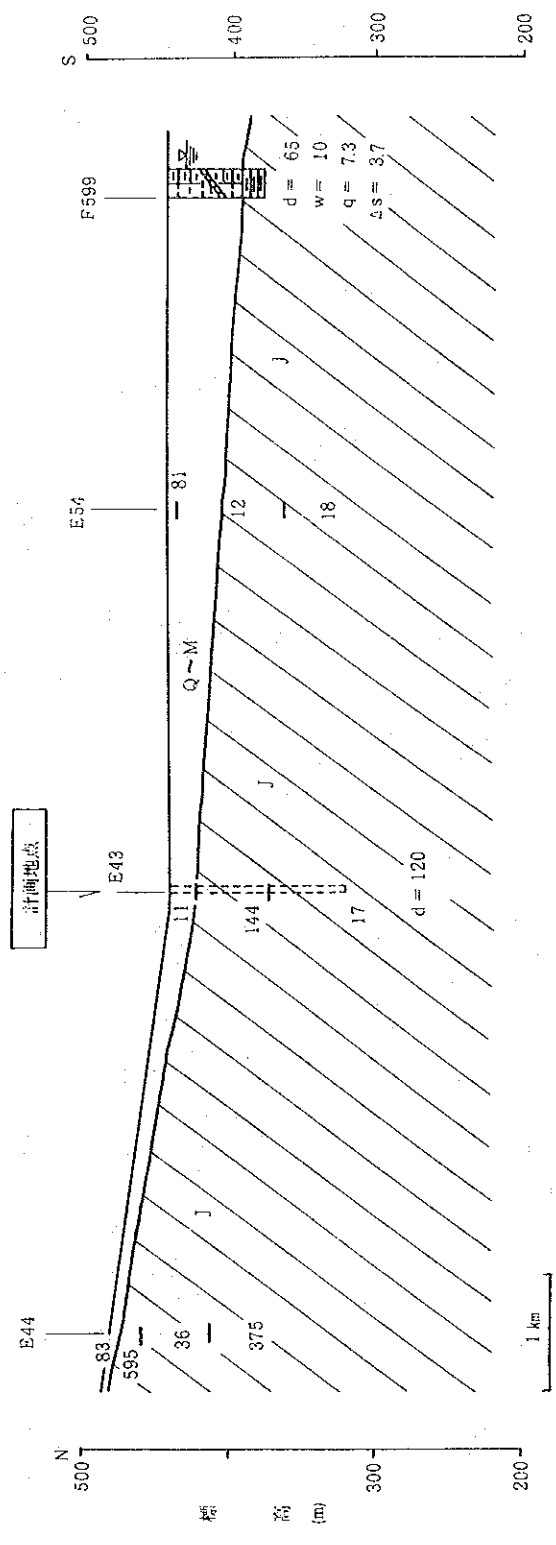 N
S
500
300
200
標高 (m)
500
400
300
200
計画地点
E44
E43
E54
F599
83
595
36
375
J
11
144
17
d = 120
J
Q～M
81
12
18
J
d = 65
w = 10
q = 7.3
Δs = 3.7
1 km